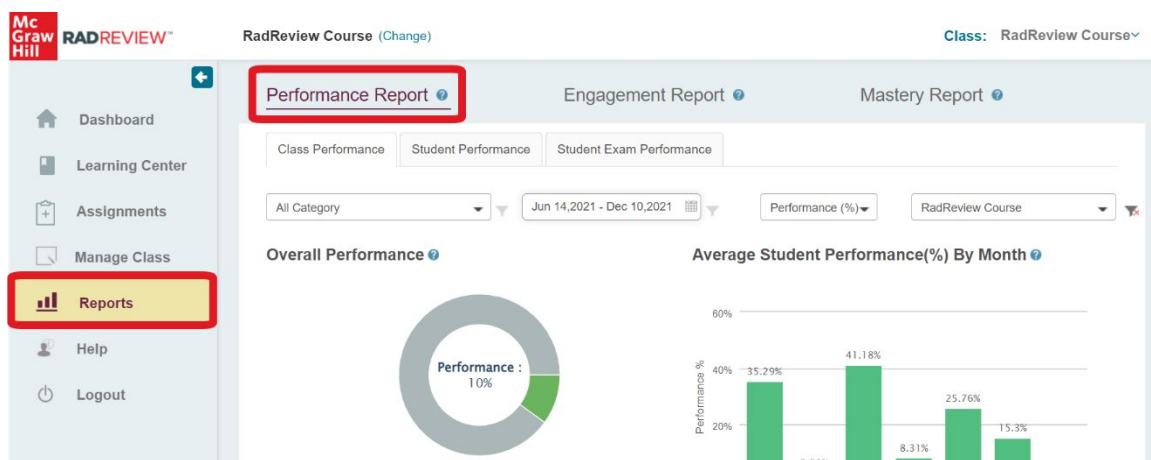 Mc
Graw
Hill
RADREVIEW™
RadReview Course (Change)
Class: RadReview Course
Dashboard
Learning Center
Assignments
Manage Class
Reports
Help
Logout
Performance Report ?
Engagement Report ?
Mastery Report ?
Class Performance
Student Performance
Student Exam Performance
All Category
Jun 14,2021 - Dec 10,2021
Performance (%)
RadReview Course
Overall Performance ?
Performance :
10%
Average Student Performance(%) By Month ?
Performance %
60%
40%
20%
35.29%
41.18%
8.31%
25.76%
15.3%